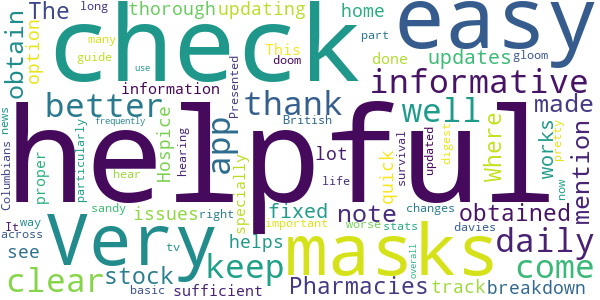 long
thorough updating home
The check easy
obtain option many done part gloom
guide This doom updates
use information informative
better thank well made
news Presented British
helpful
Columbians particularly frequently Hospice app hearing lot survival updated digest Where works pretty mention
proper hear life quick specially
issues right note fixed obtained
sandy Very masks daily
It way across tv helps important worse changes davies now
see stock keep stats come
clear basic sufficient Pharmacies track overall breakdown